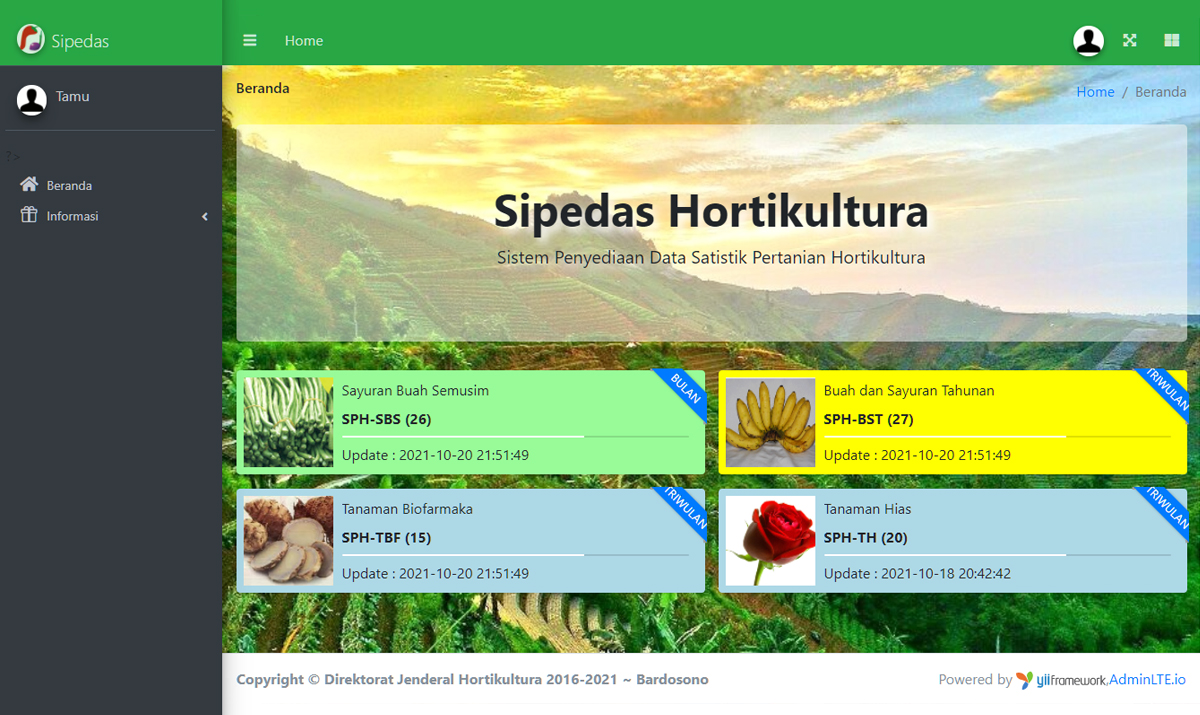 Sipedas
Home
Tamu
?>
Beranda
Informasi
Beranda
Home / Beranda
Sipedas Hortikultura
Sistem Penyediaan Data Satistik Pertanian Hortikultura
Sayuran Buah Semusim
SPH-SBS (26)
Update : 2021-10-20 21:51:49
BULAN
Buah dan Sayuran Tahunan
SPH-BST (27)
Update : 2021-10-20 21:51:49
TRIWULAN
Tanaman Biofarmaka
SPH-TBF (15)
Update : 2021-10-20 21:51:49
TRIWULAN
Tanaman Hias
SPH-TH (20)
Update : 2021-10-18 20:42:42
TRIWULAN
Copyright © Direktorat Jenderal Hortikultura 2016-2021 ~ Bardosono
Powered by yiiframework,AdminLTE.io